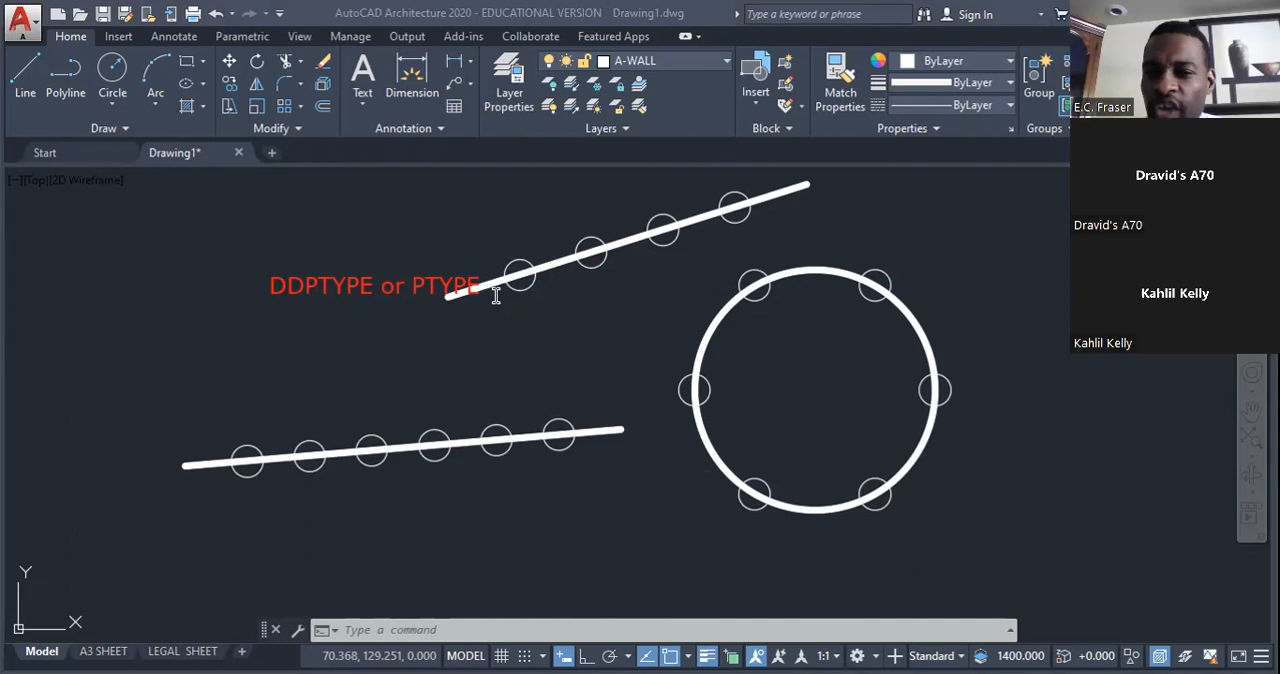 AutoCAD Architecture 2020 - EDUCATIONAL VERSION Drawing1.dwg
Type a keyword or phrase
Sign In
A
Home Insert Annotate Parametric View Manage Output Add-ins Collaborate Featured Apps
Line Polyline Circle Arc
Draw
Modify
Text Dimension
Annotation
Layer Properties
A-WALL
Layers
Insert
Block
Match Properties
ByLayer
ByLayer
ByLayer
Properties
Group
Groups
E.C. Fraser
Start Drawing1*
[−][Top][2D Wireframe]
Dravid's A70
Dravid's A70
Kahlil Kelly
Kahlil Kelly
DDPTYPE or PTYPE
Y
X
Type a command
Model A3 SHEET LEGAL SHEET
70.368, 129.251, 0.000 MODEL 1:1 Standard 1400.000 +0.000